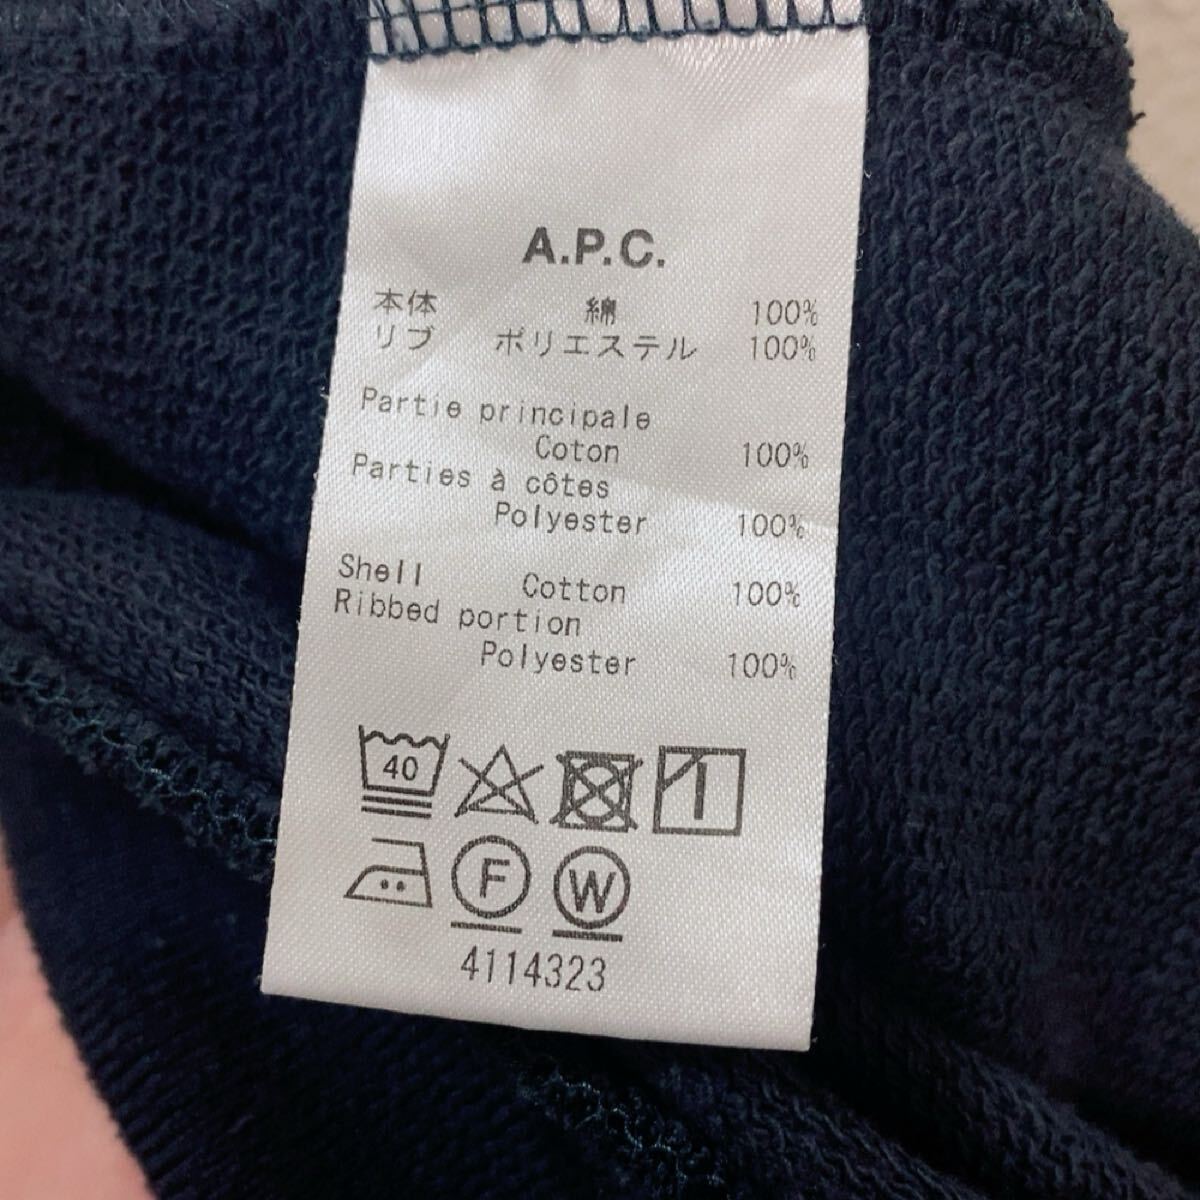 A.P.C.
本体 綿 100%
リブ ポリエステル 100%
Partie principale
Coton 100%
Parties à côtes
Polyester 100%
Shell Cotton 100%
Ribbed portion
Polyester 100%
40
F W
4114323